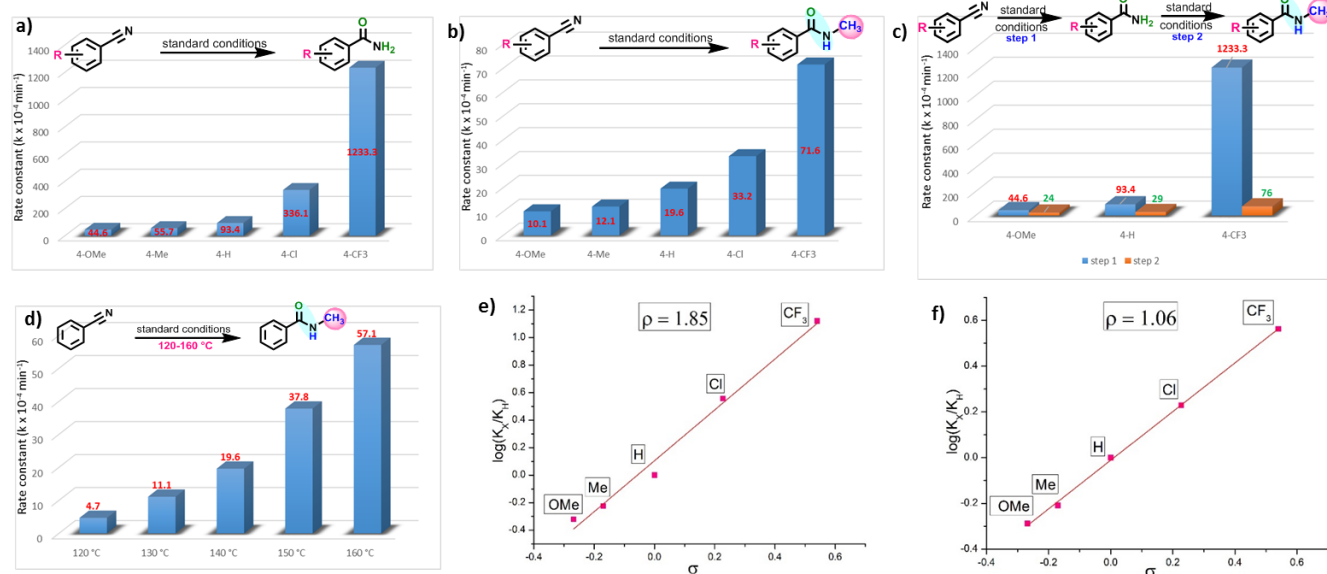 a)
R
CN
O
NH2
standard conditions
Rate constant (k x 10-4 min-1)
1400
1200
1000
800
600
400
200
0
44.6
55.7
93.4
336.1
1233.3
4-OMe
4-Me
4-H
4-Cl
4-CF3
b)
R
N
O
N
H
CH3
standard conditions
Rate constant (k x 10-4 min-1)
80
70
60
50
40
30
20
10
0
10.1
12.1
19.6
33.2
71.6
4-OMe
4-Me
4-H
4-Cl
4-CF3
c)
R
N
standard
conditions
step 1
R
O
NH2
standard
conditions
step 2
R
O
N
H
CH3
Rate constant (k x 10-4 min-1)
1400
1200
1000
800
600
400
200
0
44.6
24
93.4
29
1233.3
76
4-OMe
4-H
4-CF3
step 1
step 2
d)
N
standard conditions
120-160 °C
O
N
H
CH3
Rate constant (k x 10-4 min-1)
60
50
40
30
20
10
0
4.7
11.1
19.6
37.8
57.1
120 °C
130 °C
140 °C
150 °C
160 °C
e)
ρ = 1.85
log(KX/KH)
1.2
1.0
0.8
0.6
0.4
0.2
0.0
-0.2
-0.4
OMe
Me
H
Cl
CF3
-0.4
-0.2
0.0
0.2
0.4
0.6
σ
f)
ρ = 1.06
log(KX/KH)
0.6
0.4
0.2
0.0
-0.2
-0.4
OMe
Me
H
Cl
CF3
-0.4
-0.2
0.0
0.2
0.4
0.6
σ